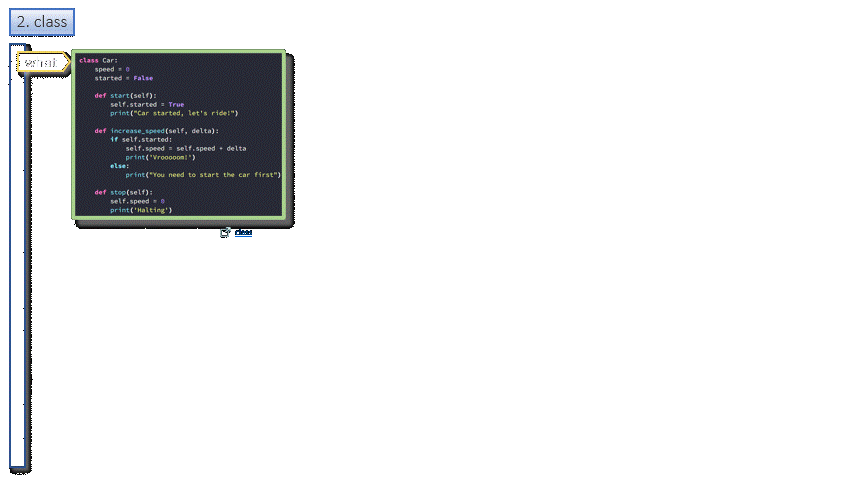 2. class
class Car:
    speed = 0
    started = False
    def start(self):
        self.started = True
        print("Car started, let's ride!")
    def increase_speed(self, delta):
        if self.started:
            self.speed = self.speed + delta
            print('Vrooooom!')
        else:
            print("You need to start the car first")
    def stop(self):
        self.speed = 0
        print('Halting')
class